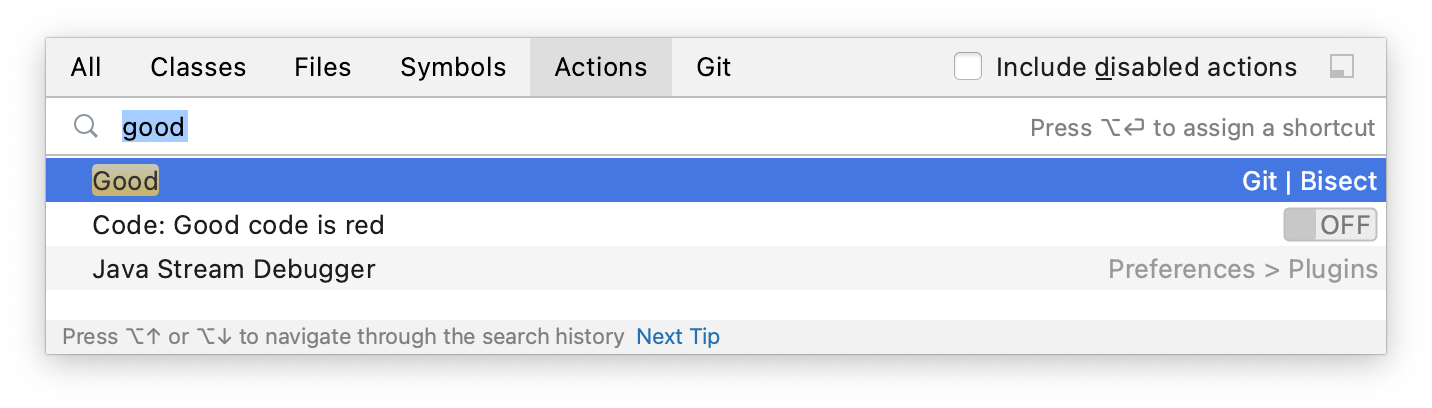 All Classes Files Symbols Actions Git Include disabled actions
good Press ⌥↩ to assign a shortcut
Good Git | Bisect
Code: Good code is red OFF
Java Stream Debugger Preferences > Plugins
Press ⌥↑ or ⌥↓ to navigate through the search history Next Tip